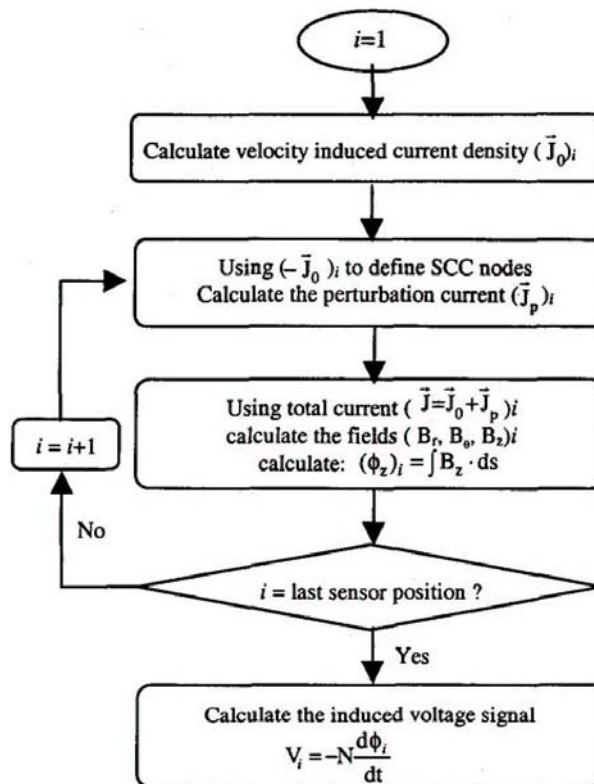 i=1
Calculate velocity induced current density (J⃗₀)ᵢ
Using (−J⃗₀)ᵢ to define SCC nodes
Calculate the perturbation current (J⃗ₚ)ᵢ
Using total current ( J⃗=J⃗₀+J⃗ₚ)i
calculate the fields ( Bᵣ, B_θ, B_z)i
calculate: (ϕ_z)ᵢ = ∫B_z · ds
i = i+1
No
i = last sensor position ?
Yes
Calculate the induced voltage signal
Vᵢ = −N dϕᵢ/dt